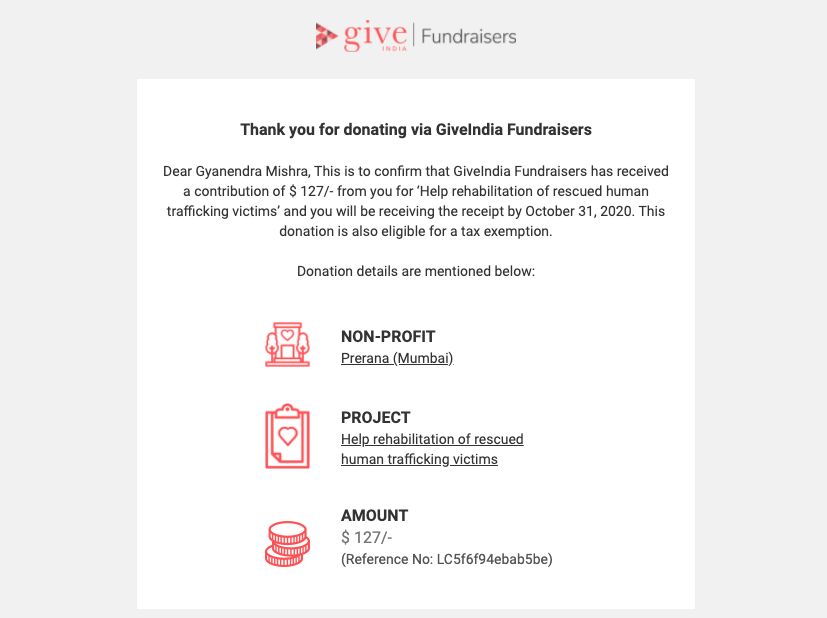 give
INDIA
Fundraisers
Thank you for donating via GiveIndia Fundraisers
Dear Gyanendra Mishra, This is to confirm that GiveIndia Fundraisers has received
a contribution of $ 127/- from you for ‘Help rehabilitation of rescued human
trafficking victims’ and you will be receiving the receipt by October 31, 2020. This
donation is also eligible for a tax exemption.
Donation details are mentioned below:
NON-PROFIT
Prerana (Mumbai)
PROJECT
Help rehabilitation of rescued
human trafficking victims
AMOUNT
$ 127/-
(Reference No: LC5f6f94ebab5be)